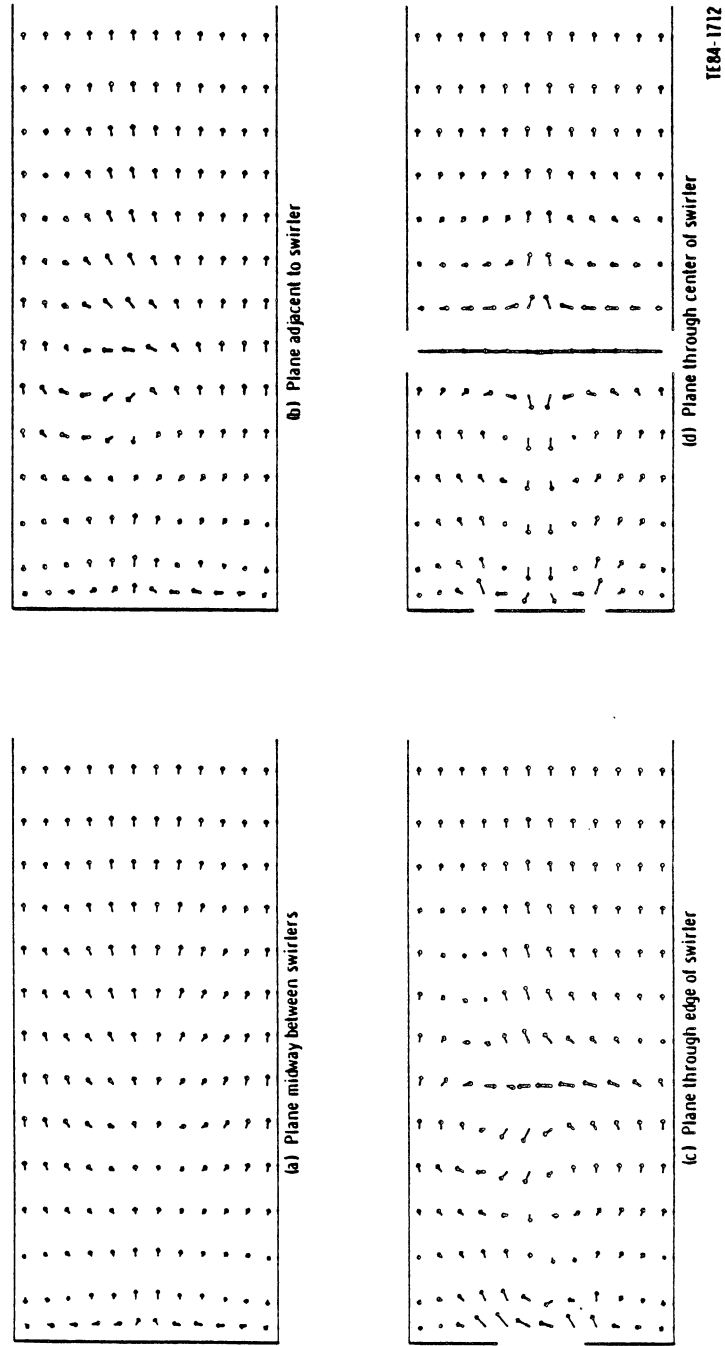 (a) Plane midway between swirlers
(b) Plane adjacent to swirler
(c) Plane through edge of swirler
(d) Plane through center of swirler
TE84-1712